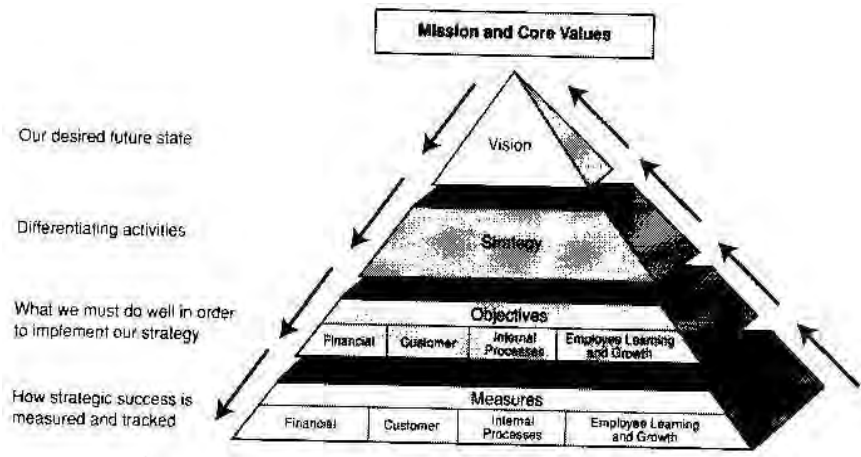 Mission and Core Values
Our desired future state
Vision
Differentiating activities
Strategy
What we must do well in order
to implement our strategy
Objectives
Financial
Customer
Internal
Processes
Employee Learning
and Growth
How strategic success is
measured and tracked
Measures
Financial
Customer
Internal
Processes
Employee Learning
and Growth